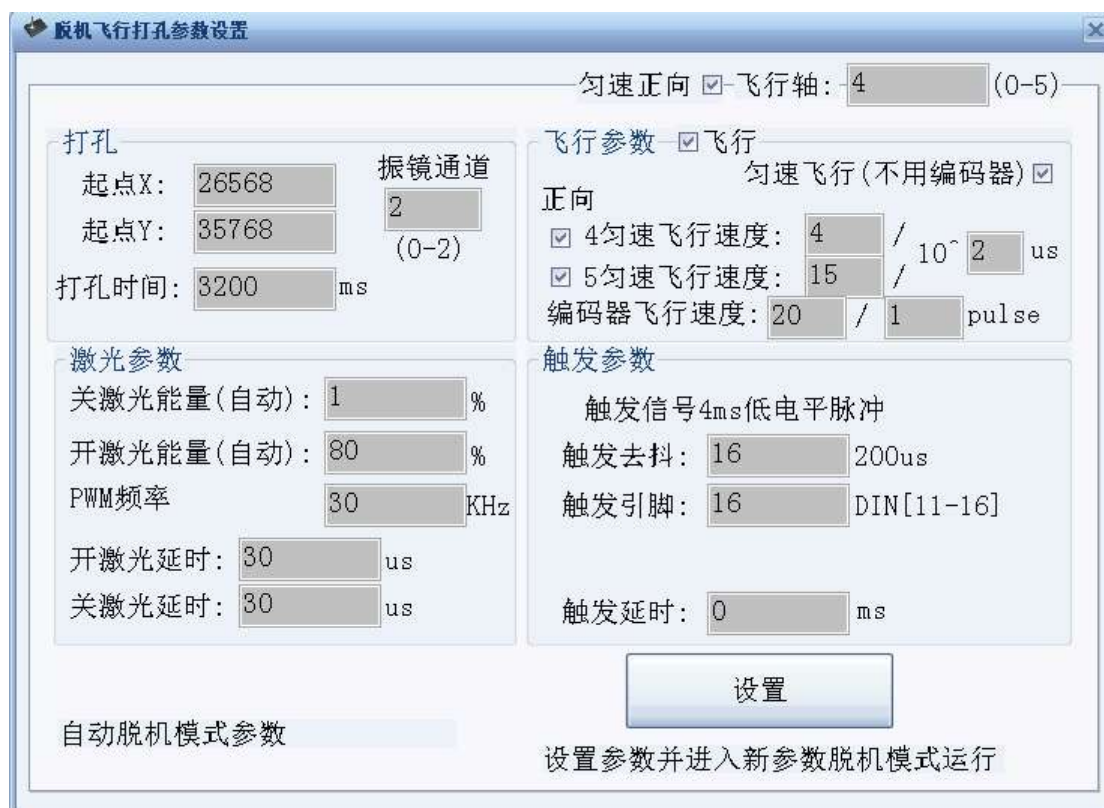 脱机飞行打孔参数设置
匀速正向 飞行轴: 4 (0-5)
打孔
起点X: 26568
起点Y: 35768
振镜通道
2
(0-2)
打孔时间: 3200 ms
飞行参数 飞行
匀速飞行(不用编码器)
正向
4匀速飞行速度: 4 /
5匀速飞行速度: 15 /
10^ 2 us
编码器飞行速度: 20 / 1 pulse
激光参数
关激光能量(自动): 1 %
开激光能量(自动): 80 %
PWM频率 30 KHz
开激光延时: 30 us
关激光延时: 30 us
触发参数
触发信号4ms低电平脉冲
触发去抖: 16 200us
触发引脚: 16 DIN[11-16]
触发延时: 0 ms
设置
自动脱机模式参数
设置参数并进入新参数脱机模式运行